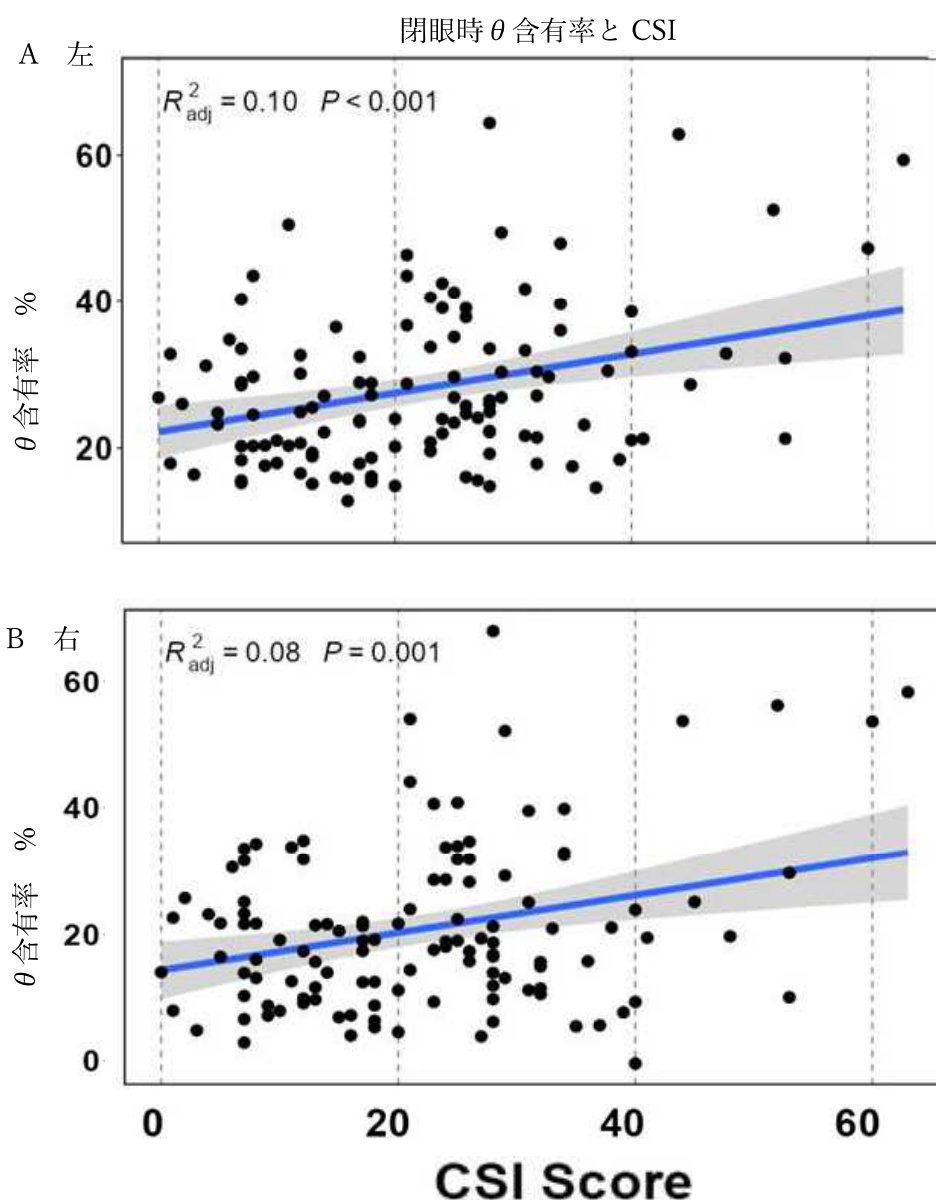 閉眼時θ含有率と CSI
A 左
R²adj = 0.10 P < 0.001
60
40
20
θ含有率 %
B 右
R²adj = 0.08 P = 0.001
60
40
20
0
θ含有率 %
0 20 40 60
CSI Score